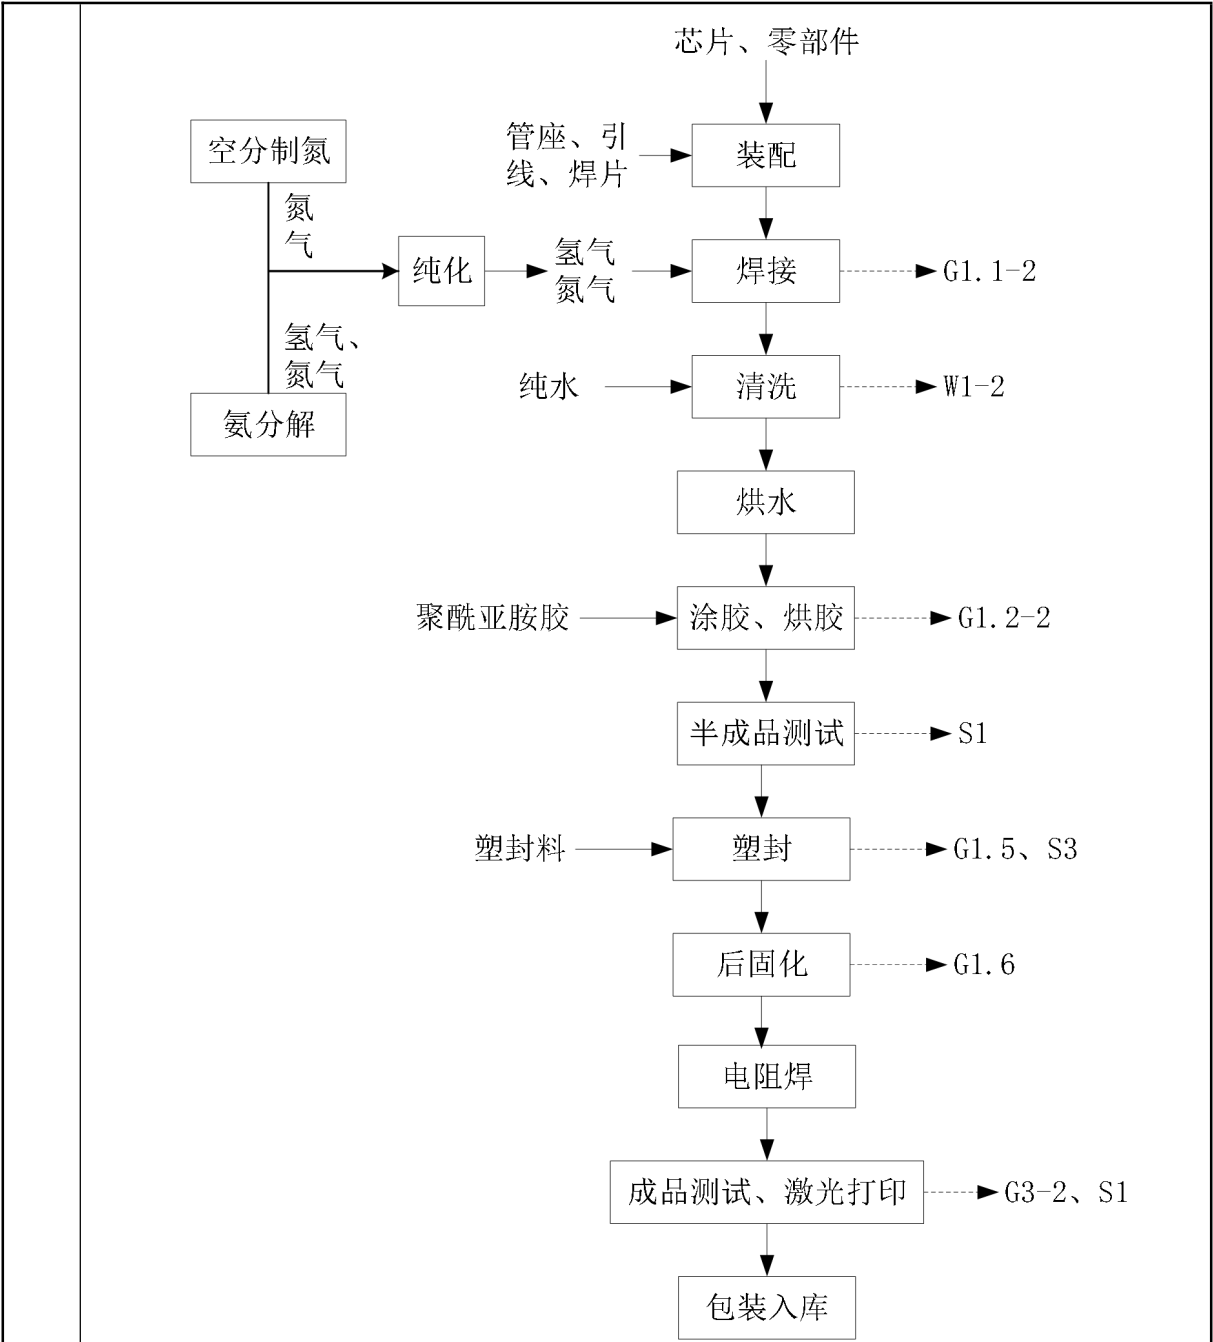 芯片、零部件
管座、引
线、焊片
装配
空分制氮
氮
气
纯化
氢气
氮气
焊接
G1.1-2
氢气、
氮气
氨分解
纯水
清洗
W1-2
烘水
聚酰亚胺胶
涂胶、烘胶
G1.2-2
半成品测试
S1
塑封料
塑封
G1.5、S3
后固化
G1.6
电阻焊
成品测试、激光打印
G3-2、S1
包装入库